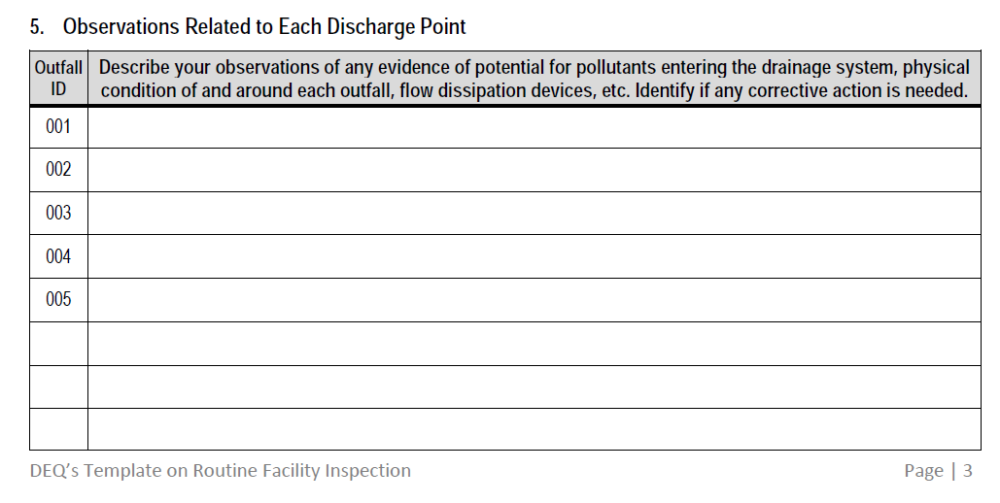 5. Observations Related to Each Discharge Point
Outfall ID
Describe your observations of any evidence of potential for pollutants entering the drainage system, physical
condition of and around each outfall, flow dissipation devices, etc. Identify if any corrective action is needed.
001
002
003
004
005
DEQ’s Template on Routine Facility Inspection
Page | 3